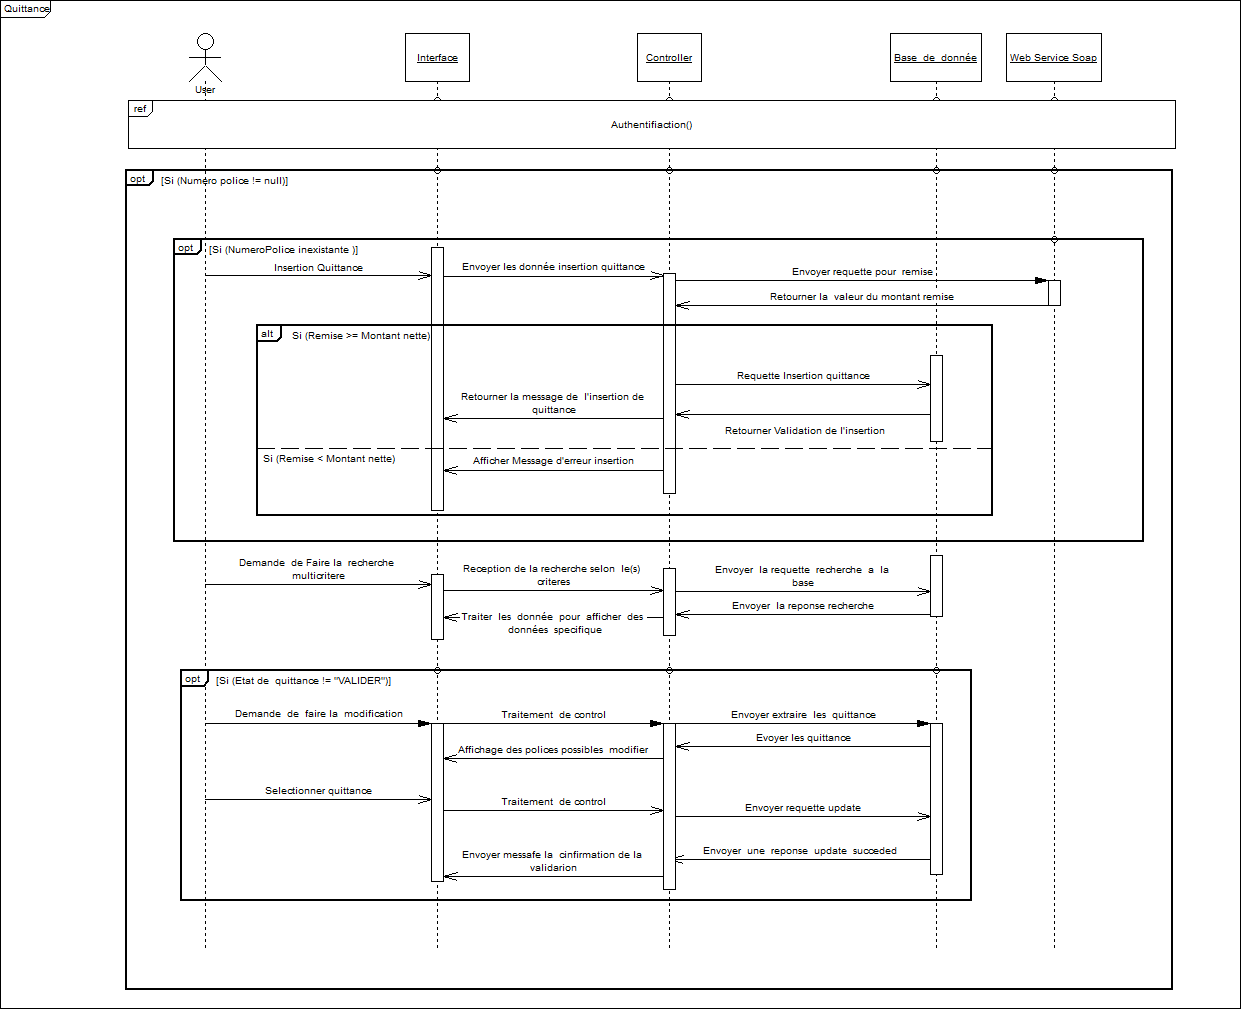 Quittance
User
Interface
Controller
Base de donnée
Web Service Soap
ref
Authentifiaction()
opt
[Si (Numéro police != null)]
opt
[Si (NumeroPolice inexistante )]
Insertion Quittance
Envoyer les donnée insertion quittance
Envoyer requette pour remise
Retourner la valeur du montant remise
alt
Si (Remise >= Montant nette)
Requette Insertion quittance
Retourner la message de l'insertion de
quittance
Retourner Validation de l'insertion
Si (Remise < Montant nette)
Afficher Message d'erreur insertion
Demande de Faire la recherche
multicritere
Reception de la recherche selon le(s)
criteres
Envoyer la requette recherche a la
base
Envoyer la reponse recherche
Traiter les donnée pour afficher des
données specifique
opt
[Si (Etat de quittance != "VALIDER")]
Demande de faire la modification
Traitement de control
Envoyer extraire les quittance
Evoyer les quittance
Affichage des polices possibles modifier
Selectionner quittance
Traitement de control
Envoyer requette update
Envoyer une reponse update succeded
Envoyer messafe la cinfirmation de la
validarion